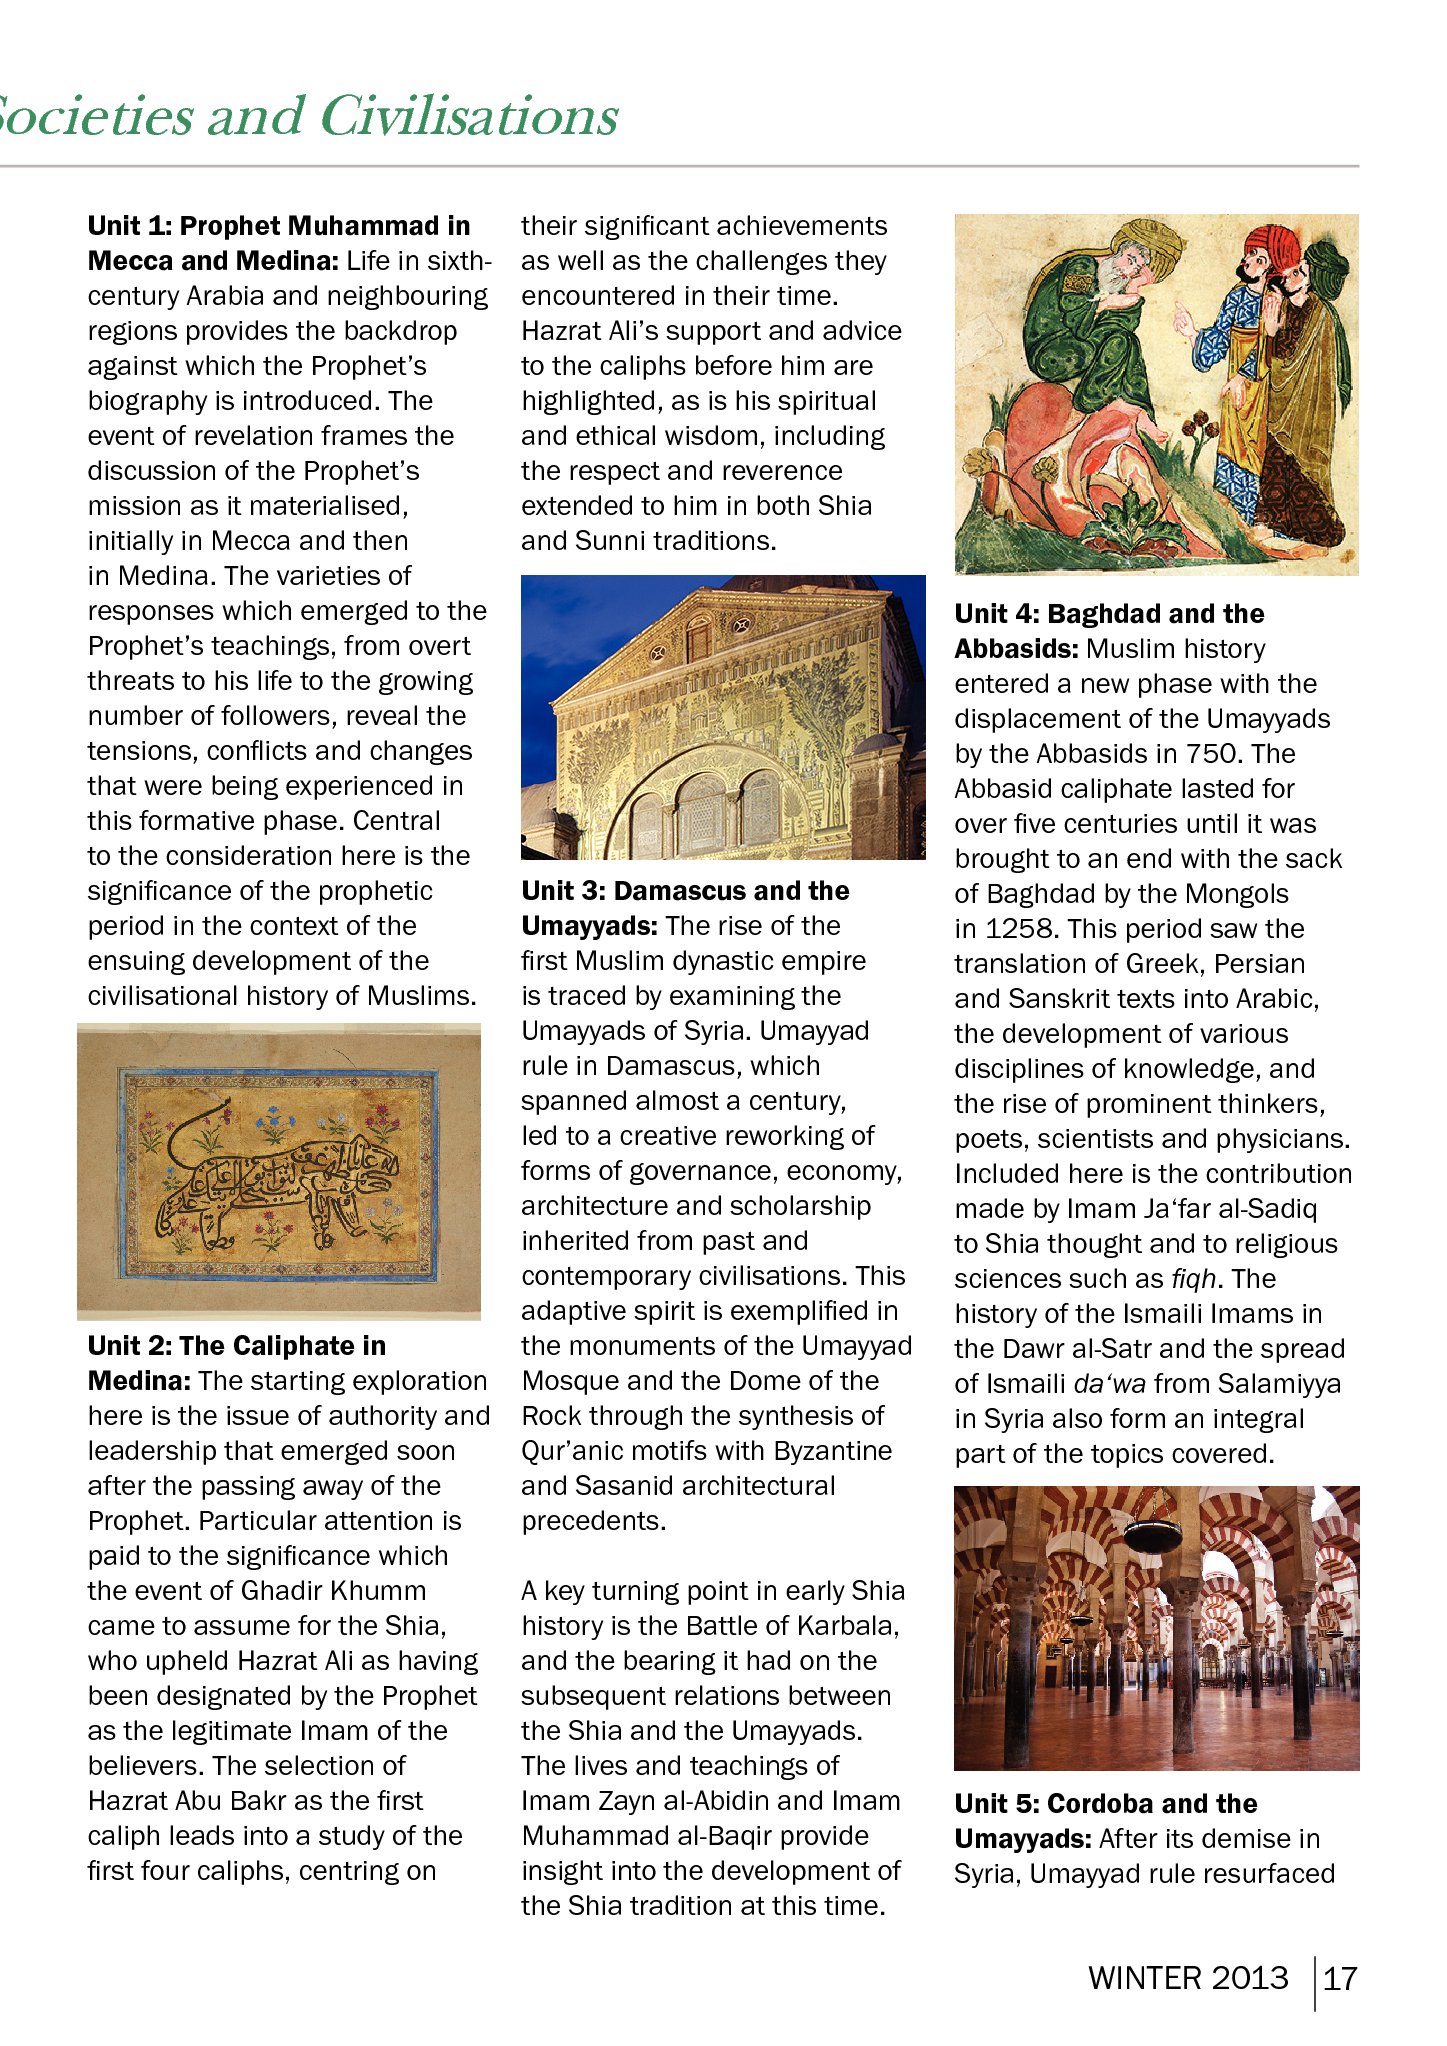 Societies and Civilisations
Unit 1: Prophet Muhammad in
Mecca and Medina: Life in sixth-
century Arabia and neighbouring
regions provides the backdrop
against which the Prophet’s
biography is introduced. The
event of revelation frames the
discussion of the Prophet’s
mission as it materialised,
initially in Mecca and then
in Medina. The varieties of
responses which emerged to the
Prophet’s teachings, from overt
threats to his life to the growing
number of followers, reveal the
tensions, conflicts and changes
that were being experienced in
this formative phase. Central
to the consideration here is the
significance of the prophetic
period in the context of the
ensuing development of the
civilisational history of Muslims.
Unit 2: The Caliphate in
Medina: The starting exploration
here is the issue of authority and
leadership that emerged soon
after the passing away of the
Prophet. Particular attention is
paid to the significance which
the event of Ghadir Khumm
came to assume for the Shia,
who upheld Hazrat Ali as having
been designated by the Prophet
as the legitimate Imam of the
believers. The selection of
Hazrat Abu Bakr as the first
caliph leads into a study of the
first four caliphs, centring on
their significant achievements
as well as the challenges they
encountered in their time.
Hazrat Ali’s support and advice
to the caliphs before him are
highlighted, as is his spiritual
and ethical wisdom, including
the respect and reverence
extended to him in both Shia
and Sunni traditions.
Unit 3: Damascus and the
Umayyads: The rise of the
first Muslim dynastic empire
is traced by examining the
Umayyads of Syria. Umayyad
rule in Damascus, which
spanned almost a century,
led to a creative reworking of
forms of governance, economy,
architecture and scholarship
inherited from past and
contemporary civilisations. This
adaptive spirit is exemplified in
the monuments of the Umayyad
Mosque and the Dome of the
Rock through the synthesis of
Qur’anic motifs with Byzantine
and Sasanid architectural
precedents.
A key turning point in early Shia
history is the Battle of Karbala,
and the bearing it had on the
subsequent relations between
the Shia and the Umayyads.
The lives and teachings of
Imam Zayn al-Abidin and Imam
Muhammad al-Baqir provide
insight into the development of
the Shia tradition at this time.
Unit 4: Baghdad and the
Abbasids: Muslim history
entered a new phase with the
displacement of the Umayyads
by the Abbasids in 750. The
Abbasid caliphate lasted for
over five centuries until it was
brought to an end with the sack
of Baghdad by the Mongols
in 1258. This period saw the
translation of Greek, Persian
and Sanskrit texts into Arabic,
the development of various
disciplines of knowledge, and
the rise of prominent thinkers,
poets, scientists and physicians.
Included here is the contribution
made by Imam Ja‘far al-Sadiq
to Shia thought and to religious
sciences such as fiqh. The
history of the Ismaili Imams in
the Dawr al-Satr and the spread
of Ismaili da‘wa from Salamiyya
in Syria also form an integral
part of the topics covered.
Unit 5: Cordoba and the
Umayyads: After its demise in
Syria, Umayyad rule resurfaced
WINTER 2013 17